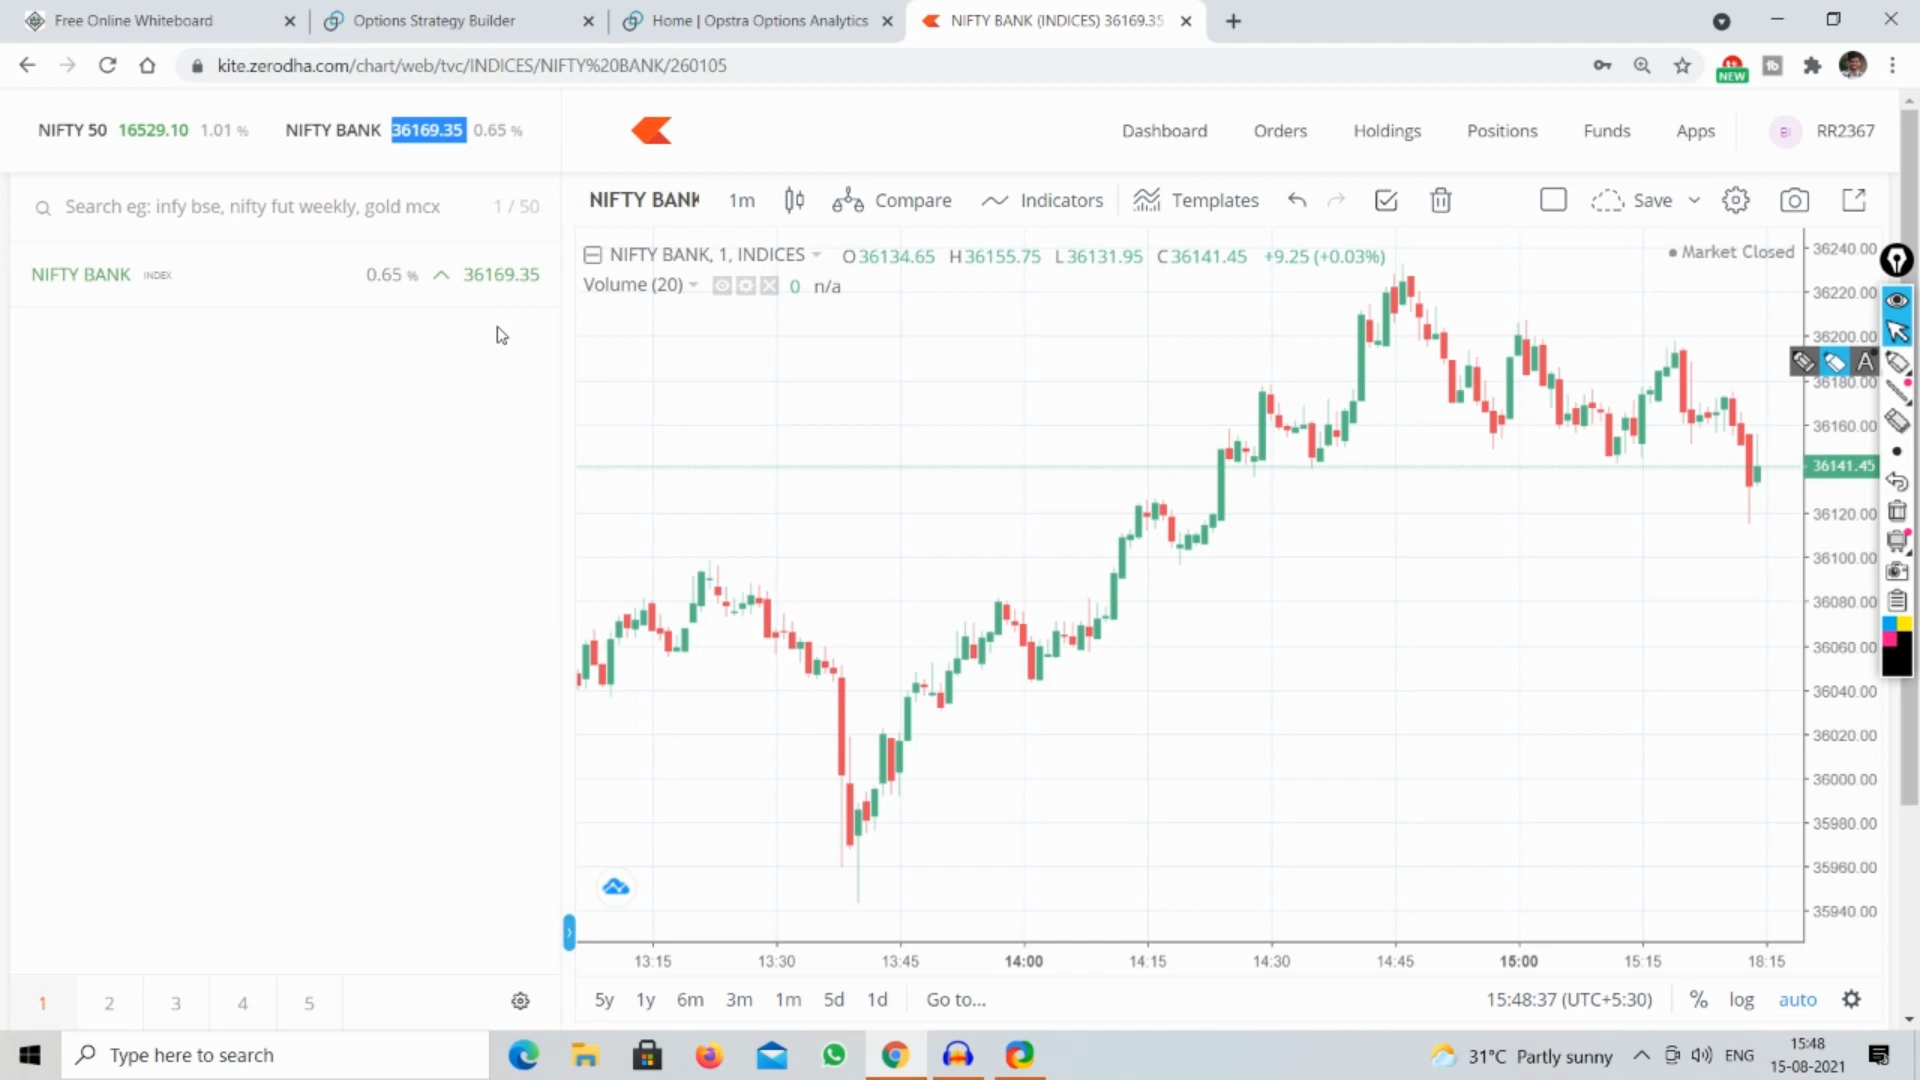 Free Online Whiteboard
Options Strategy Builder
Home | Opstra Options Analytics
NIFTY BANK (INDICES) 36169.35
kite.zerodha.com/chart/web/tvc/INDICES/NIFTY%20BANK/260105
NEW
NIFTY 50 16529.10 1.01 %
NIFTY BANK 36169.35 0.65 %
Dashboard
Orders
Holdings
Positions
Funds
Apps
BI
RR2367
Search eg: infy bse, nifty fut weekly, gold mcx
1 / 50
NIFTY BANK INDEX
0.65 %
36169.35
NIFTY BANK
1m
Compare
Indicators
Templates
Save
NIFTY BANK, 1, INDICES
O36134.65 H36155.75 L36131.95 C36141.45 +9.25 (+0.03%)
Market Closed
Volume (20)
0 n/a
36240.00
36220.00
36200.00
A
36180.00
36160.00
36141.45
36120.00
36100.00
36080.00
36060.00
36040.00
36020.00
36000.00
35980.00
35960.00
35940.00
13:15
13:30
13:45
14:00
14:15
14:30
14:45
15:00
15:15
18:15
1
2
3
4
5
5y
1y
6m
3m
1m
5d
1d
Go to...
15:48:37 (UTC+5:30)
%
log
auto
Type here to search
31°C Partly sunny
ENG
15:48
15-08-2021